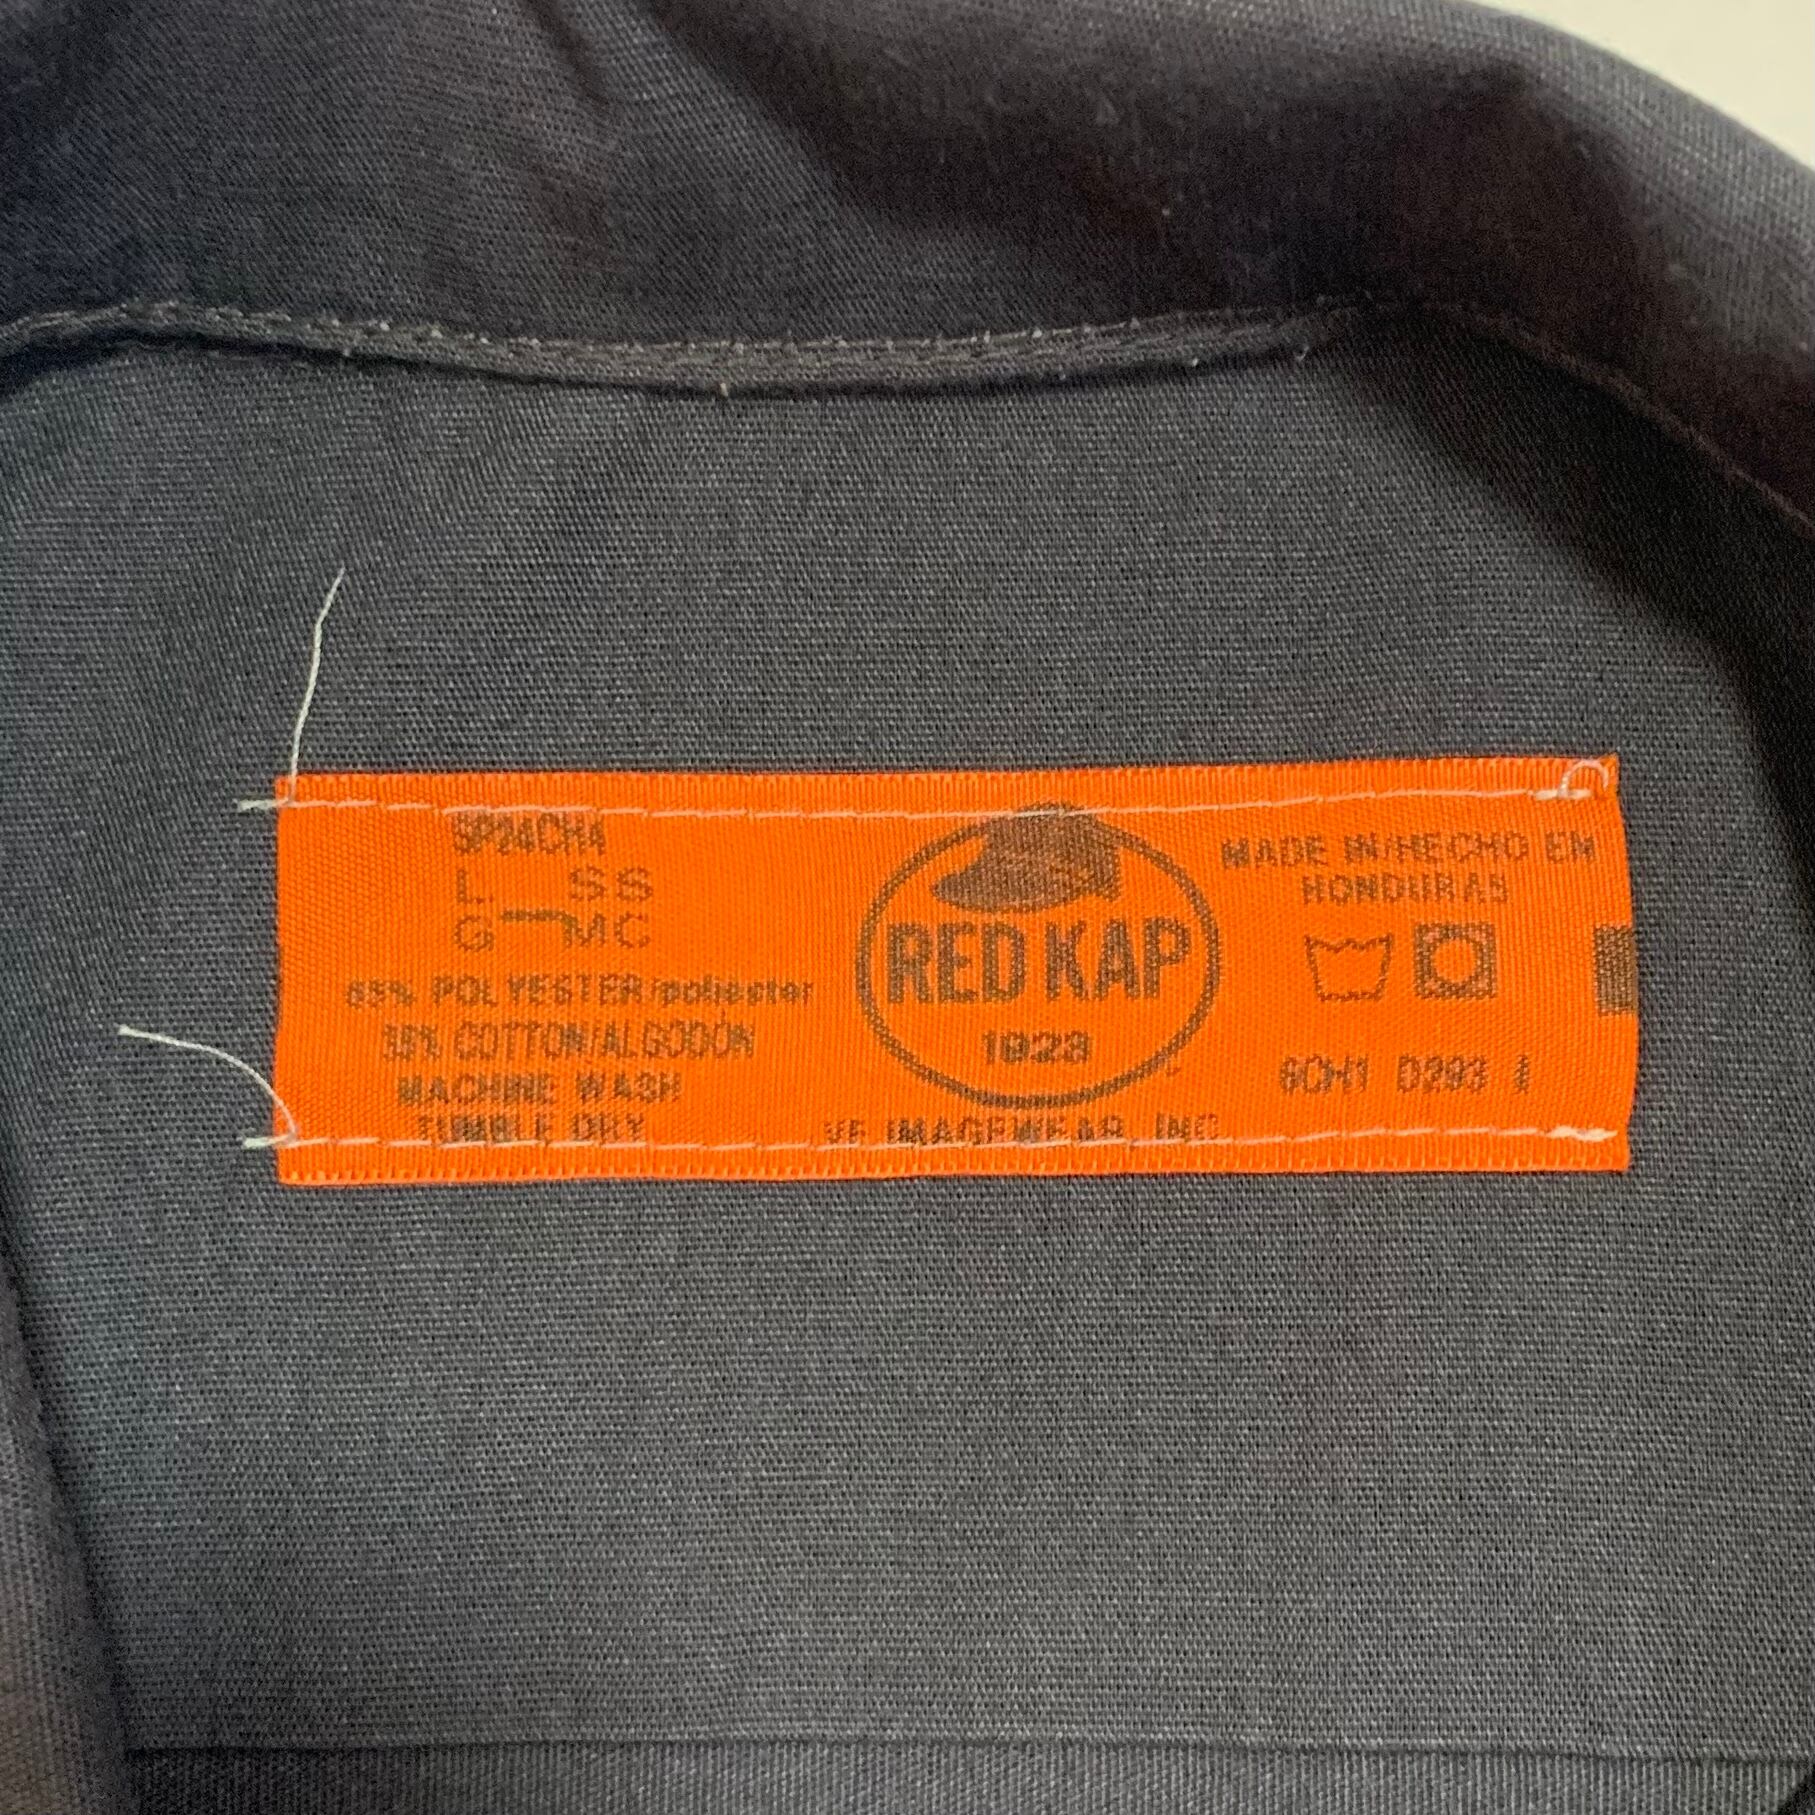 SP24CH4
L SS
G MC
65% POLYESTER/poliester
35% COTTON/ALGODÓN
MACHINE WASH
TUMBLE DRY
RED KAP
1923
VF IMAGEWEAR, INC
MADE IN/HECHO EN
HONDURAS
6CH1 D293